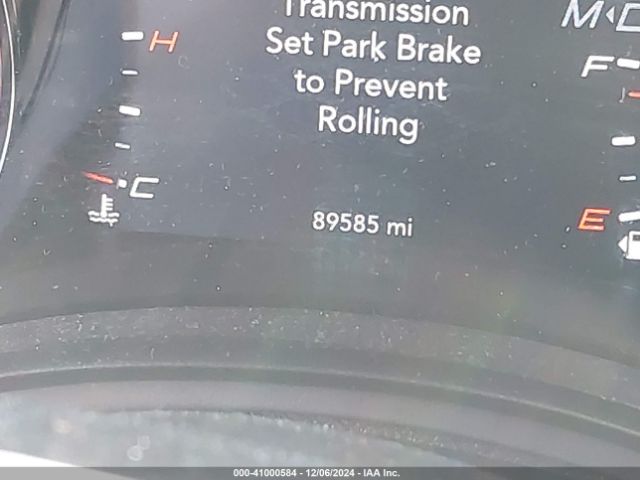 Transmission
Set Park Brake
to Prevent
Rolling
H
C
89585 mi
M
F
E
000-41000584 - 12/06/2024 - IAA Inc.